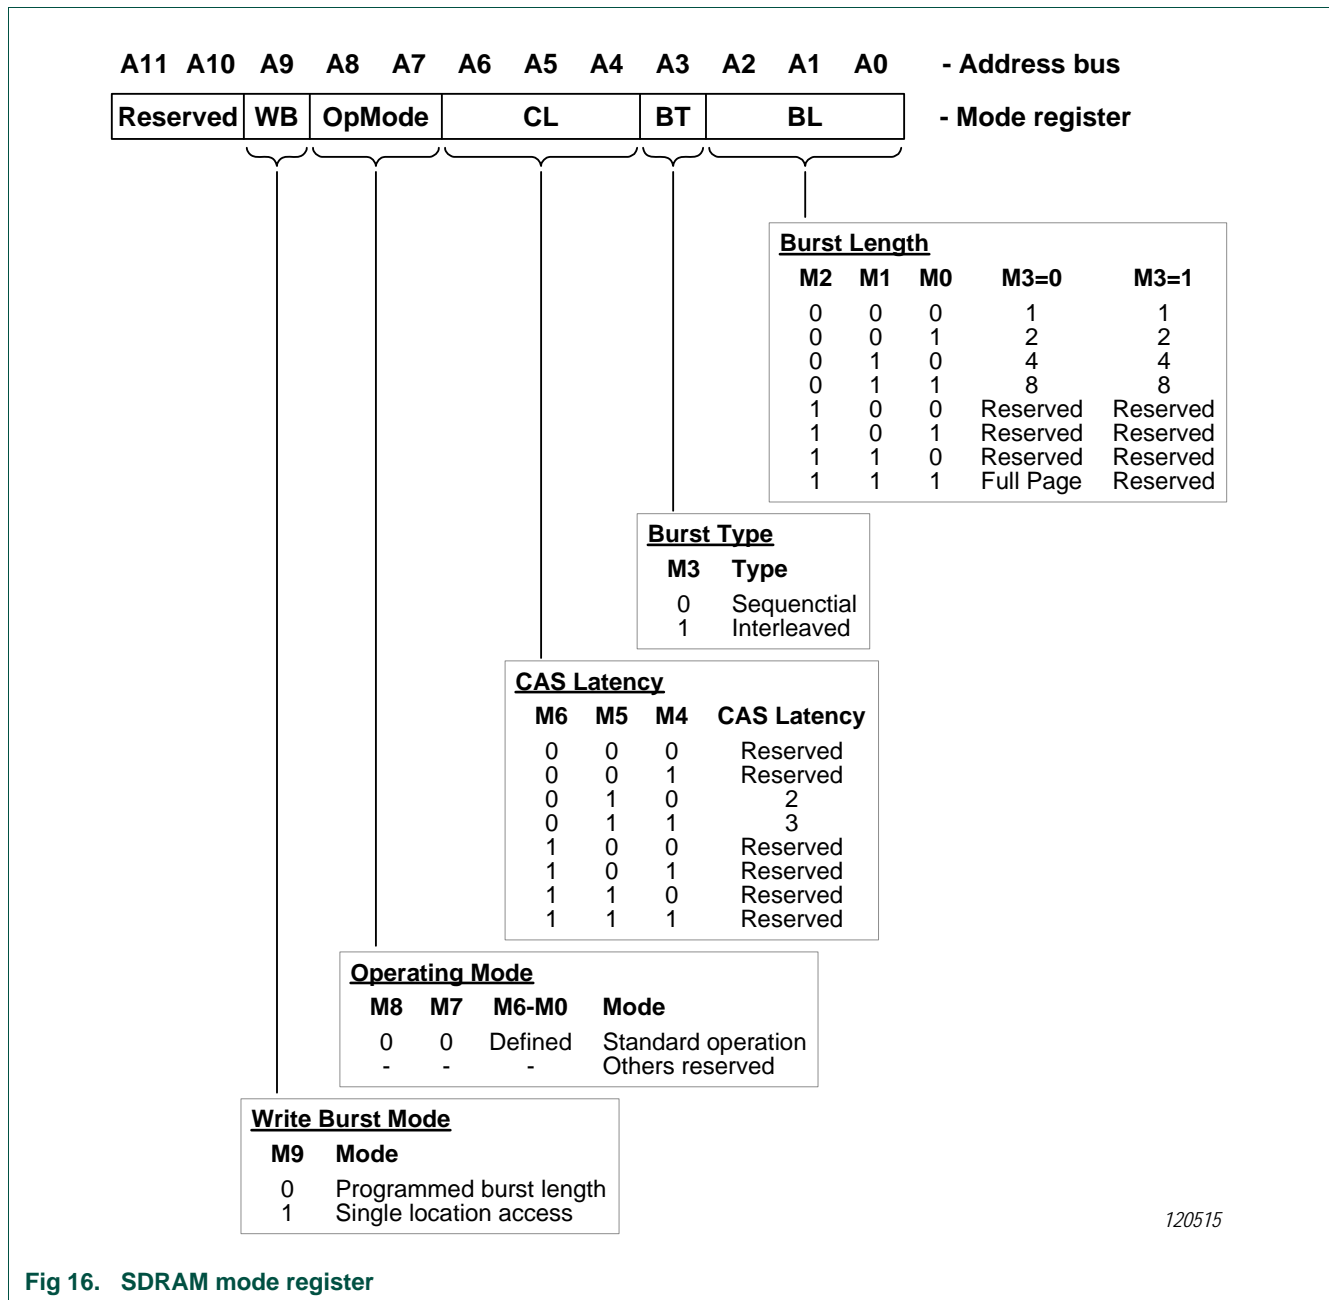 A11 A10 A9 A8 A7 A6 A5 A4 A3 A2 A1 A0 - Address bus
Reserved WB OpMode CL BT BL - Mode register
Burst Length
M2 M1 M0 M3=0 M3=1
0 0 0 1 1
0 0 1 2 2
0 1 0 4 4
0 1 1 8 8
1 0 0 Reserved Reserved
1 0 1 Reserved Reserved
1 1 0 Reserved Reserved
1 1 1 Full Page Reserved
Burst Type
M3 Type
0 Sequenctial
1 Interleaved
CAS Latency
M6 M5 M4 CAS Latency
0 0 0 Reserved
0 0 1 Reserved
0 1 0 2
0 1 1 3
1 0 0 Reserved
1 0 1 Reserved
1 1 0 Reserved
1 1 1 Reserved
Operating Mode
M8 M7 M6-M0 Mode
0 0 Defined Standard operation
- - - Others reserved
Write Burst Mode
M9 Mode
0 Programmed burst length
1 Single location access
120515
Fig 16. SDRAM mode register